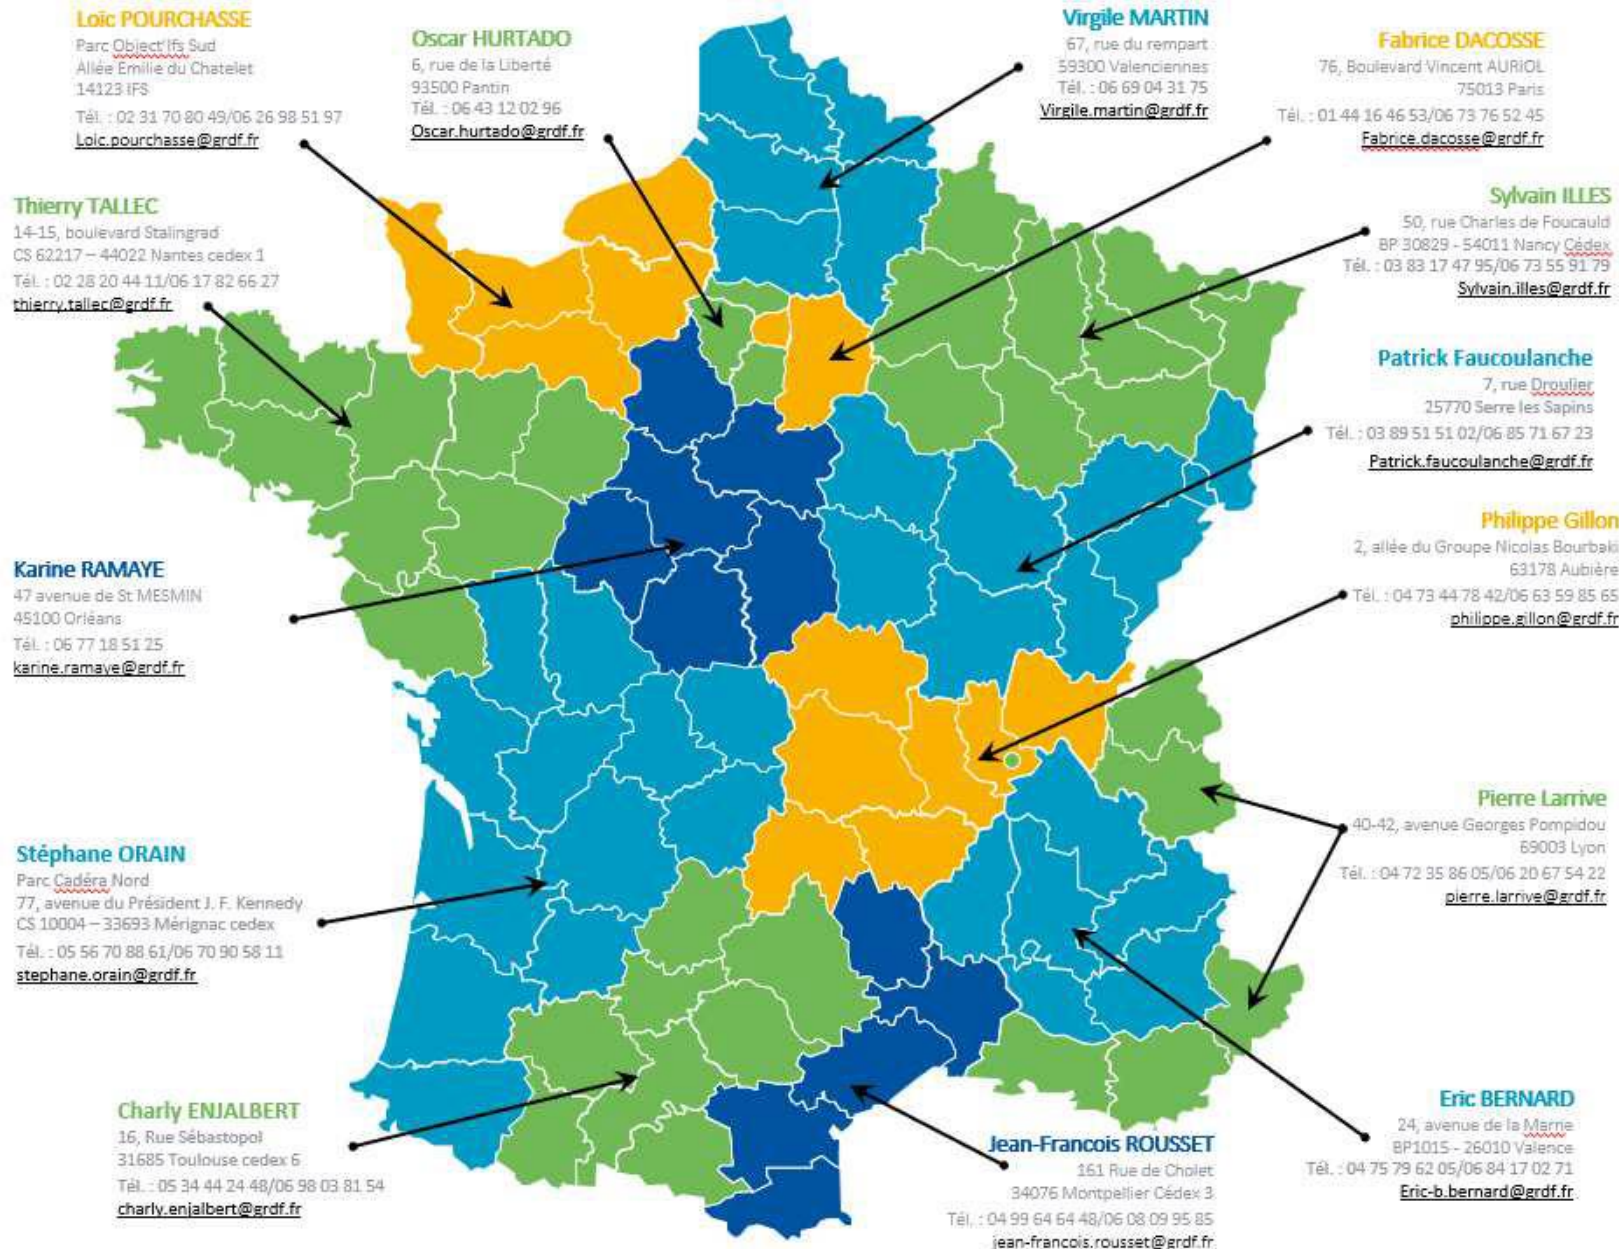 Loïc POURCHASSE
Parc Object'Ifs Sud
Allée Emilie du Chatelet
14123 IFS
Tél. : 02 31 70 80 49/06 26 98 51 97
Loic.pourchasse@grdf.fr
Oscar HURTADO
6, rue de la Liberté
93500 Pantin
Tél. : 06 43 12 02 96
Oscar.hurtado@grdf.fr
Virgile MARTIN
67, rue du rempart
59300 Valenciennes
Tél. : 06 69 04 31 75
Virgile.martin@grdf.fr
Fabrice DACOSSE
76, Boulevard Vincent AURIOL
75013 Paris
Tél. : 01 44 16 46 53/06 73 76 52 45
Fabrice.dacosse@grdf.fr
Thierry TALLEC
14-15, boulevard Stalingrad
CS 62217 – 44022 Nantes cedex 1
Tél. : 02 28 20 44 11/06 17 82 66 27
thierry.tallec@grdf.fr
Sylvain ILLES
50, rue Charles de Foucauld
BP 30829 - 54011 Nancy Cédex
Tél. : 03 83 17 47 95/06 73 55 91 79
Sylvain.illes@grdf.fr
Patrick Faucoulanche
7, rue Droulier
25770 Serre les Sapins
Tél. : 03 89 51 51 02/06 85 71 67 23
Patrick.faucoulanche@grdf.fr
Philippe Gillon
2, allée du Groupe Nicolas Bourbaki
63178 Aubière
Tél. : 04 73 44 78 42/06 63 59 85 65
philippe.gillon@grdf.fr
Karine RAMAYE
47 avenue de St MESMIN
45100 Orléans
Tél. : 06 77 18 51 25
karine.ramaye@grdf.fr
Pierre Larrive
40-42, avenue Georges Pompidou
69003 Lyon
Tél. : 04 72 35 86 05/06 20 67 54 22
pierre.larrive@grdf.fr
Stéphane ORAIN
Parc Cadéra Nord
77, avenue du Président J. F. Kennedy
CS 10004 – 33693 Mérignac cedex
Tél. : 05 56 70 88 61/06 70 90 58 11
stephane.orain@grdf.fr
Charly ENJALBERT
16, Rue Sébastopol
31685 Toulouse cedex 6
Tél. : 05 34 44 24 48/06 98 03 81 54
charly.enjalbert@grdf.fr
Jean-Francois ROUSSET
161 Rue de Cholet
34076 Montpellier Cédex 3
Tél. : 04 99 64 64 48/06 08 09 95 85
jean-francois.rousset@grdf.fr
Eric BERNARD
24, avenue de la Marne
BP1015 - 26010 Valence
Tél. : 04 75 79 62 05/06 84 17 02 71
Eric-b.bernard@grdf.fr